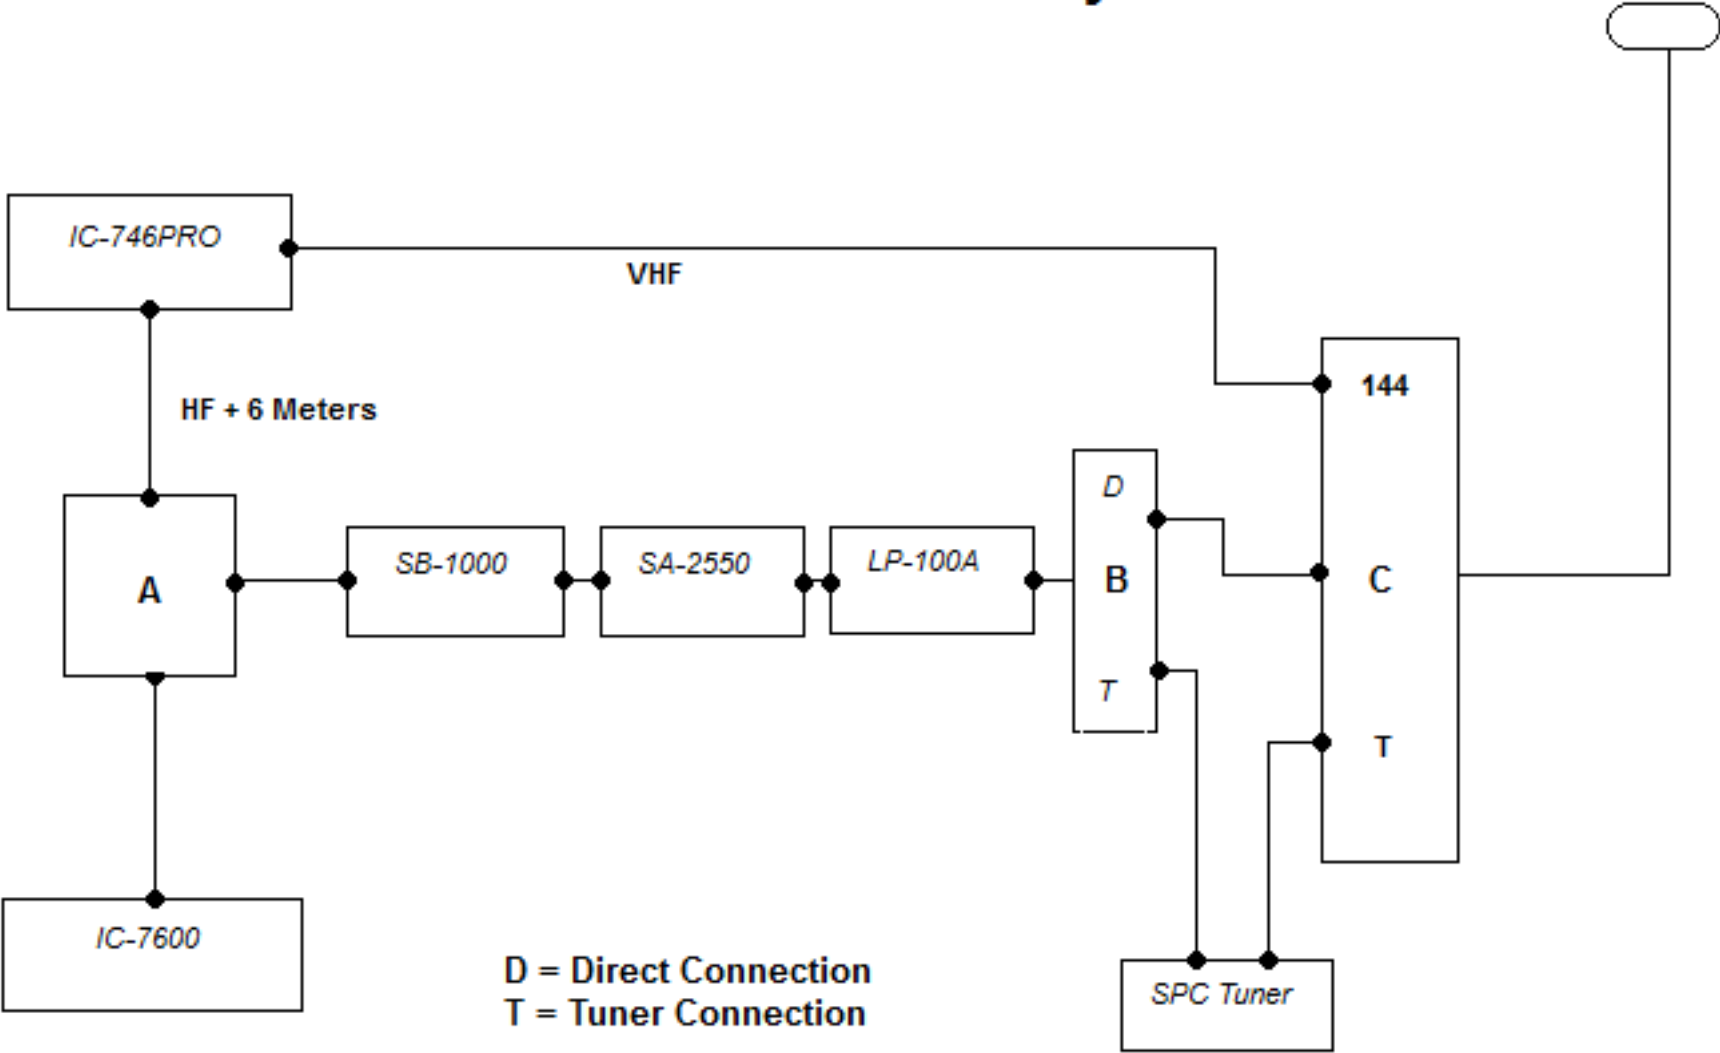 IC-746PRO
VHF
144
HF + 6 Meters
D
SB-1000
SA-2550
LP-100A
A
B
C
T
T
IC-7600
D = Direct Connection
SPC Tuner
T = Tuner Connection